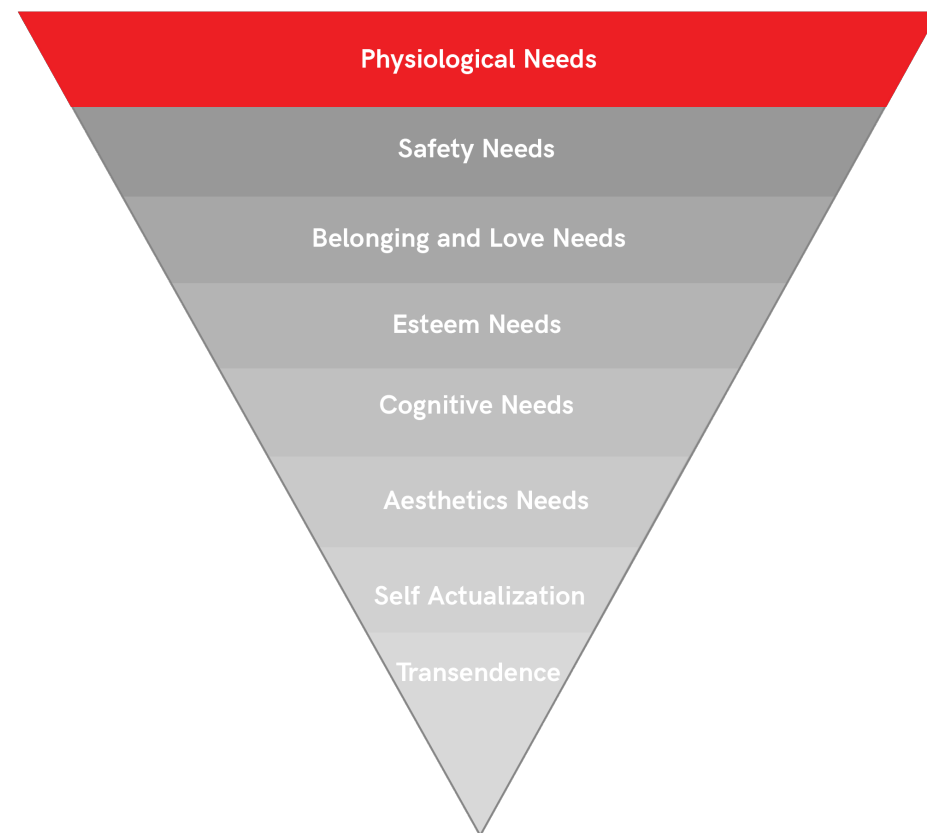 Physiological Needs
Safety Needs
Belonging and Love Needs
Esteem Needs
Cognitive Needs
Aesthetics Needs
Self Actualization
Transendence